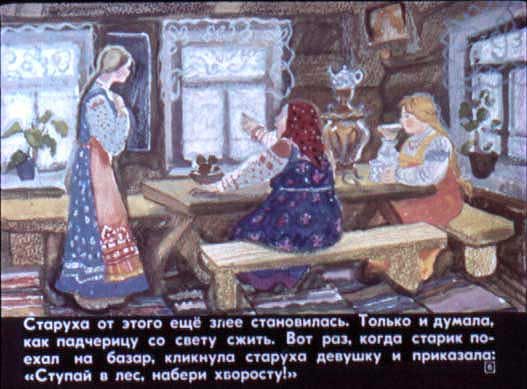 Старуха от этого ещё злее становилась. Только и думала,
как падчерицу со свету сжить. Вот раз, когда старик по-
ехал на базар, кликнула старуха девушку и приказала:
«Ступай в лес, набери хворосту!»
6